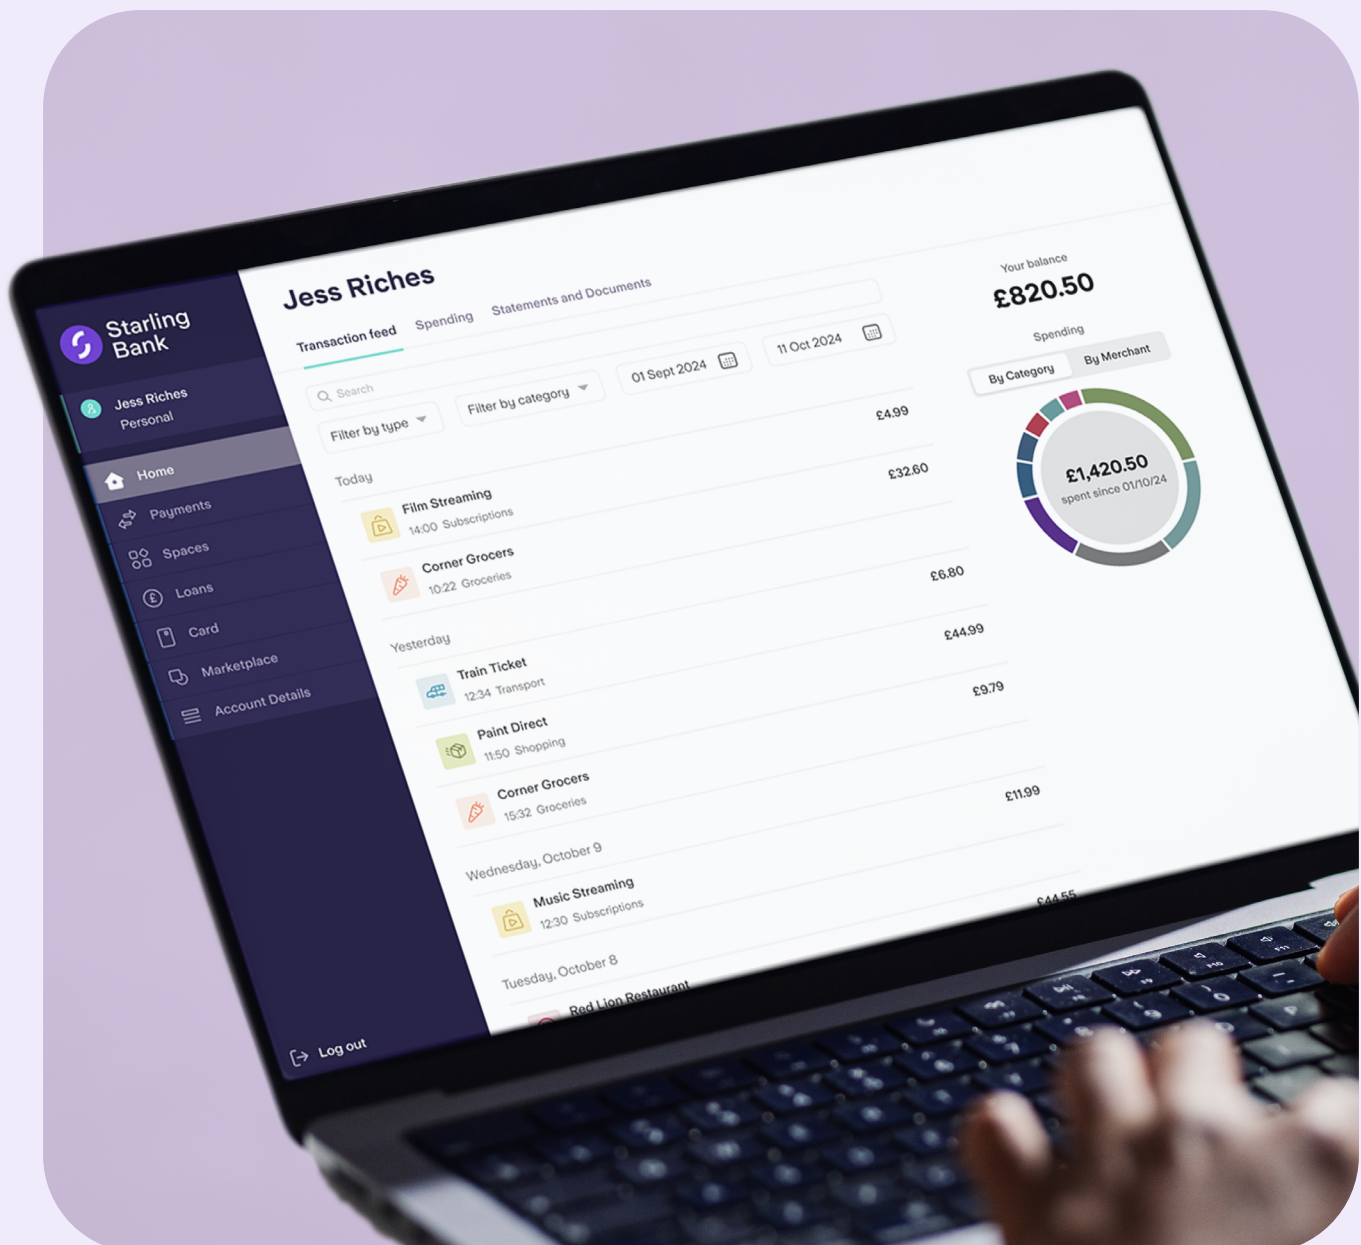 Starling
Bank
Jess Riches
Personal
Home
Payments
Spaces
Loans
Card
Marketplace
Account Details
Log out
Jess Riches
Transaction feed
Spending
Statements and Documents
Search
Filter by type
Filter by category
01 Sept 2024
11 Oct 2024
Today
Film Streaming
14:00 Subscriptions
£4.99
Corner Grocers
10:22 Groceries
£32.60
Yesterday
Train Ticket
12:34 Transport
£6.80
Paint Direct
11:50 Shopping
£44.99
Corner Grocers
15:32 Groceries
£9.79
Wednesday, October 9
Music Streaming
12:30 Subscriptions
£11.99
Tuesday, October 8
Red Lion Restaurant
£44.55
Your balance
£820.50
Spending
By Category
By Merchant
£1,420.50
spent since 01/10/24
F9
F10
F11